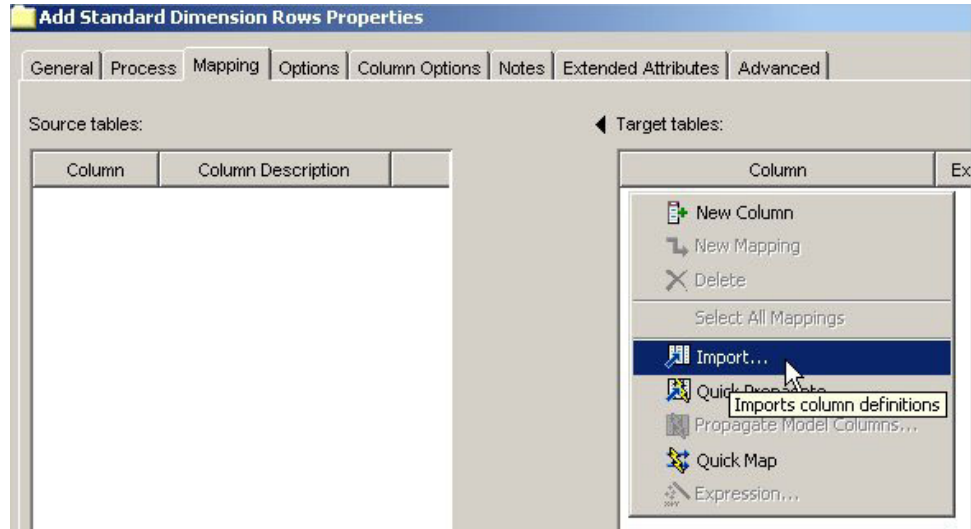 Add Standard Dimension Rows Properties
General Process Mapping Options Column Options Notes Extended Attributes Advanced
Source tables: Target tables:
Column Column Description Column Ex
New Column
New Mapping
Delete
Select All Mappings
Import...
Quick Propagate
Imports column definitions
Propagate Model Columns...
Quick Map
Expression...